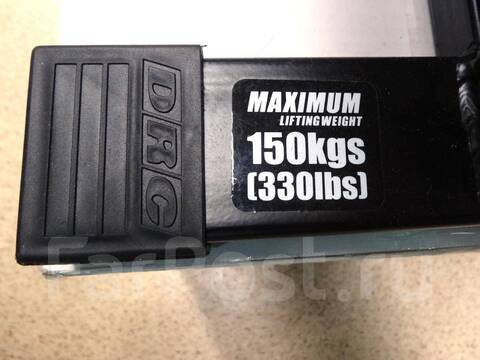 DRC
MAXIMUM
LIFTING WEIGHT
150kgs
(330lbs)
FarPost.ru